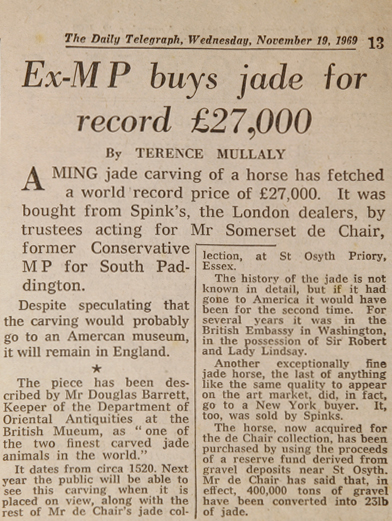 The Daily Telegraph, Wednesday, November 19, 1969 13
Ex-MP buys jade for
record £27,000
By TERENCE MULLALY
A MING jade carving of a horse has fetched
a world record price of £27,000. It was
bought from Spink's, the London dealers, by
trustees acting for Mr Somerset de Chair,
former Conservative
MP for South Pad-
dington.
Despite speculating that
the carving would probably
go to an Amercan museum,
it will remain in England.
★
The piece has been des-
cribed by Mr Douglas Barrett,
Keeper of the Department of
Oriental Antiquities at the
British Meum, as "one of
the two finest carved jade
animals in the world."
It dates from circa 1520. Next
year the public will be able to
see this carving when it is
placed on view, along with the
rest of Mr de Chair's jade col-
lection, at St Osyth Priory,
Essex.
The history of the jade is not
known in detail, but if it had
gone to America it would have
been for the second time. For
several years it was in the
British Embassy in Washington,
in the possession of Sir Robert
and Lady Lindsay.
Another exceptionally fine
jade horse, the last of anything
like the same quality to appear
on the art market, did, in fact,
go to a New York buyer. It,
too, was sold by Spinks.
The horse, now acquired for
the de Chair collection, has been
purchased by using the proceeds
of a reserve fund derived from
gravel deposits near St Osyth.
Mr de Chair has said that, in
effect, 400,000 tons of gravel
have been converted into 23lb
of jade.